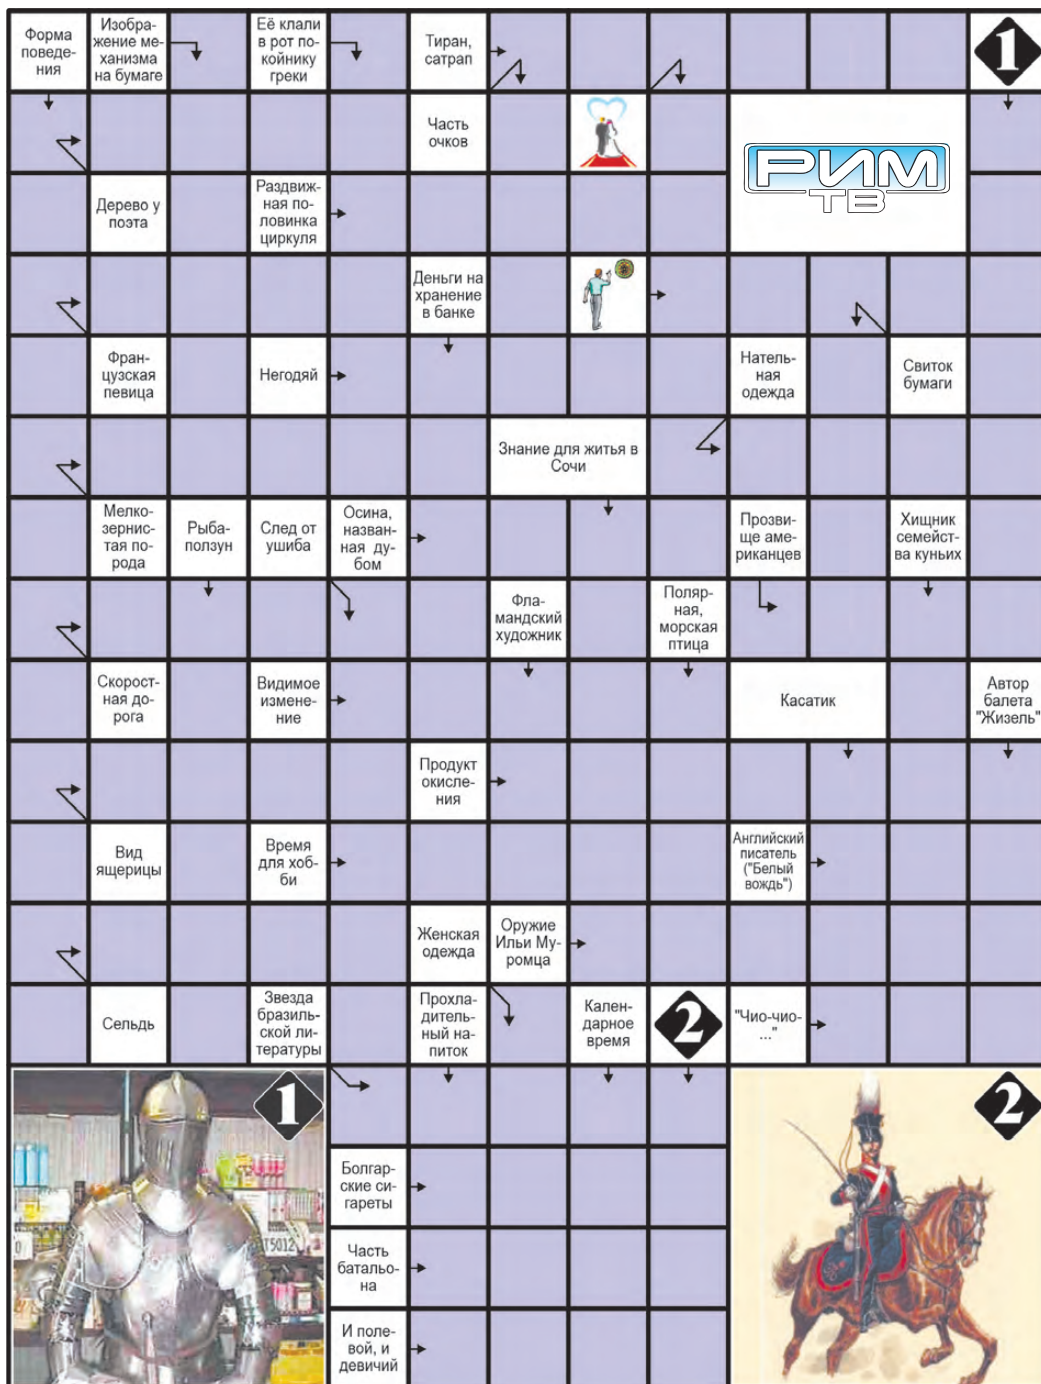 Форма
поведе-
ния
Изобра-
жение ме-
ханизма
на бумаге
Её клали
в рот по-
койнику
греки
Тиран,
сатрап
1
Часть
очков
РИМ
ТВ
Дерево у
поэта
Раздвиж-
ная по-
ловинка
циркуля
Деньги на
хранение
в банке
Фран-
цузская
певица
Негодяй
Натель-
ная
одежда
Свиток
бумаги
Знание для житья в
Сочи
Мелко-
зернис-
тая по-
рода
Рыба-
ползун
След от
ушиба
Осина,
назван-
ная ду-
бом
Прозви-
ще аме-
риканцев
Хищник
семейст-
ва куньих
Фла-
мандский
художник
Поляр-
ная,
морская
птица
Скорост-
ная до-
рога
Видимое
измене-
ние
Касатик
Автор
балета
"Жизель"
Продукт
окисле-
ния
Вид
ящерицы
Время
для хоб-
би
Английский
писатель
("Белый
вождь")
Женская
одежда
Оружие
Ильи Му-
ромца
Сельдь
Звезда
бразиль-
ской ли-
тературы
Прохла-
дитель-
ный на-
питок
Кален-
дарное
время
2
"Чио-чио-
..."
1
2
Т5012
Болгар-
ские си-
гареты
Часть
батальо-
на
И поле-
вой, и
девичий